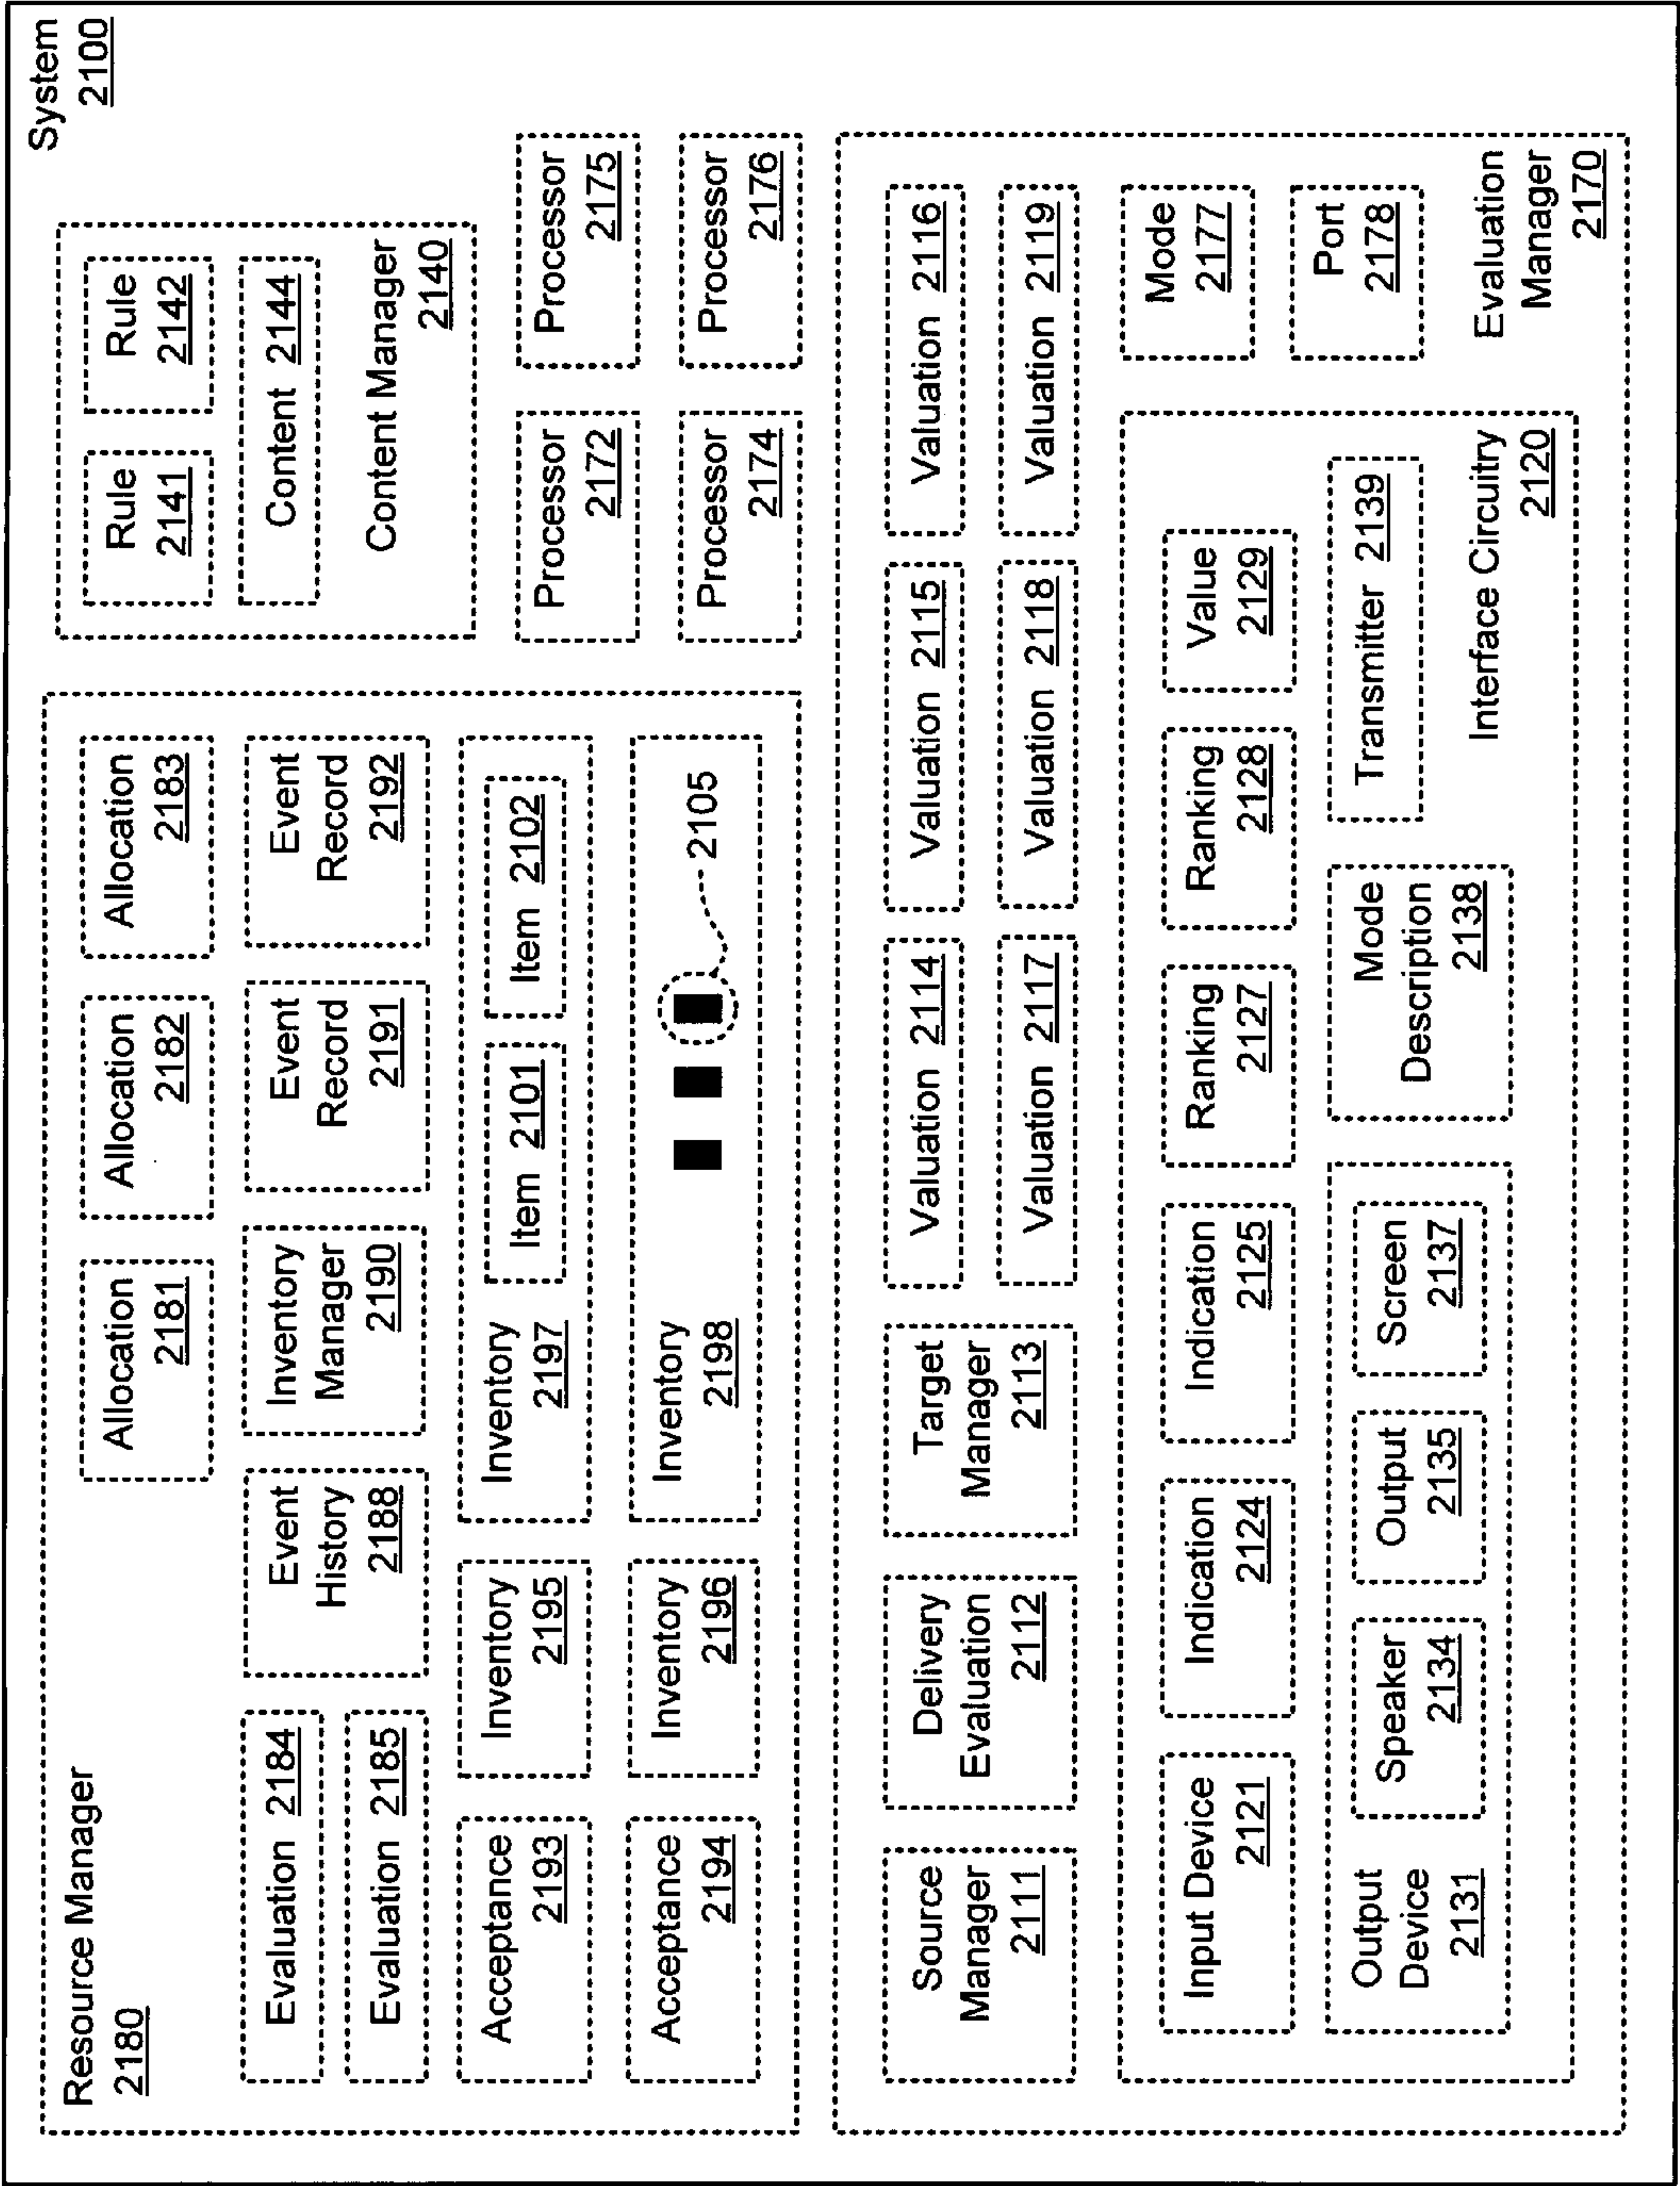 System
2100
Resource Manager
2180
Allocation
2181
Allocation
2182
Allocation
2183
Evaluation 2184
Evaluation 2185
Event
History
2188
Inventory
Manager
2190
Event
Record
2191
Event
Record
2192
Acceptance
2193
Inventory
2195
Inventory
2197
Item 2101
Item 2102
Acceptance
2194
Inventory
2196
Inventory
2198
2105
Rule
2141
Rule
2142
Content 2144
Content Manager
2140
Processor
2172
Processor
2175
Processor
2174
Processor
2176
Source
Manager
2111
Delivery
Evaluation
2112
Target
Manager
2113
Valuation 2114
Valuation 2115
Valuation 2116
Valuation 2117
Valuation 2118
Valuation 2119
Input Device
2121
Indication
2124
Indication
2125
Ranking
2127
Ranking
2128
Value
2129
Output
Device
2131
Speaker
2134
Output
2135
Screen
2137
Mode
Description
2138
Transmitter 2139
Interface Circuitry
2120
Mode
2177
Port
2178
Evaluation
Manager
2170